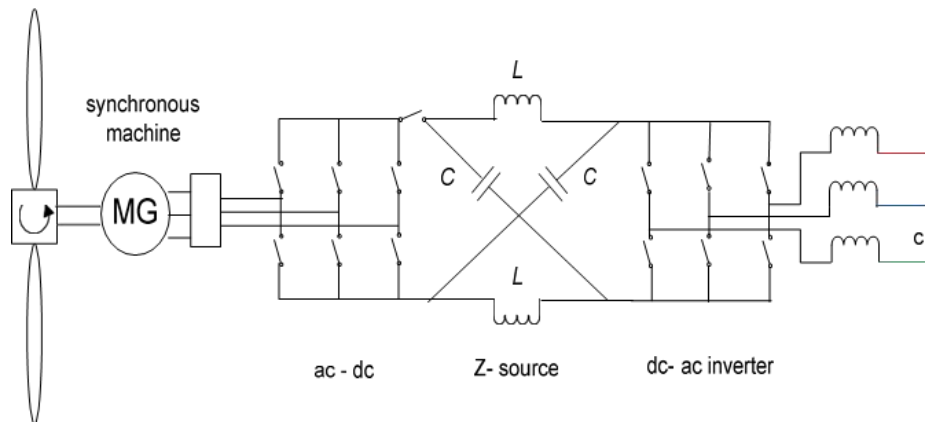 L
synchronous
machine
C
C
MG
c
L
ac - dc
Z- source
dc- ac inverter